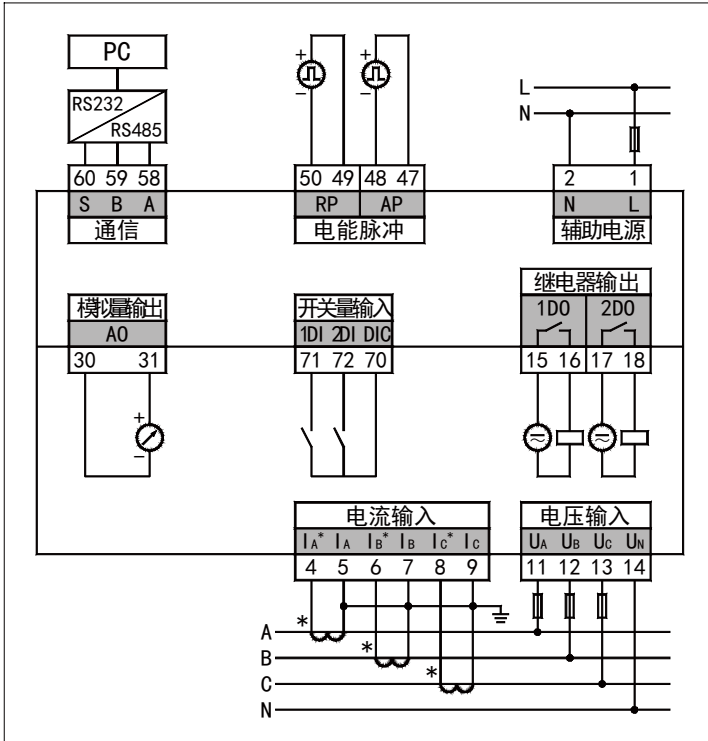 PC
RS232
RS485
60 59 58
S B A
通信
50 49 48 47
RP AP
电能脉冲
+ +
- -
L
N
2 1
N L
辅助电源
模拟量输出
AO
30 31
+
-
开关量输入
1DI 2DI DIC
71 72 70
继电器输出
1DO 2DO
15 16 17 18
电流输入
IA* IA IB* IB IC* IC
4 5 6 7 8 9
电压输入
UA UB UC UN
11 12 13 14
* A
* B
* C
N